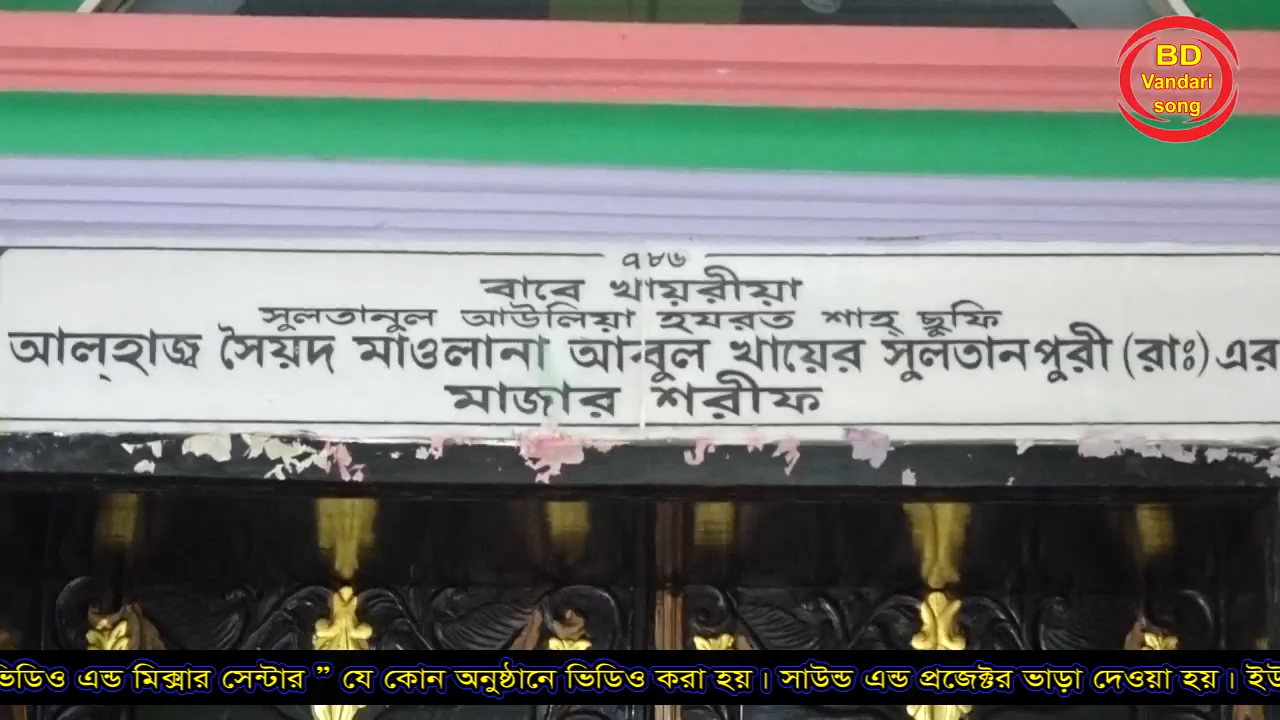 BD
Vandari
song
৭৮৬
বাবে খায়রীয়া
সুলতানুল আউলিয়া হযরত শাহ্ ছুফি
আল্হাজ্ব সৈয়দ মাওলানা আবুল খায়ের সুলতানপুরী (রাঃ) এর
মাজার শরীফ
ভিডিও এন্ড মিক্সার সেন্টার ” যে কোন অনুষ্ঠানে ভিডিও করা হয়। সাউন্ড এন্ড প্রজেক্টর ভাড়া দেওয়া হয়।